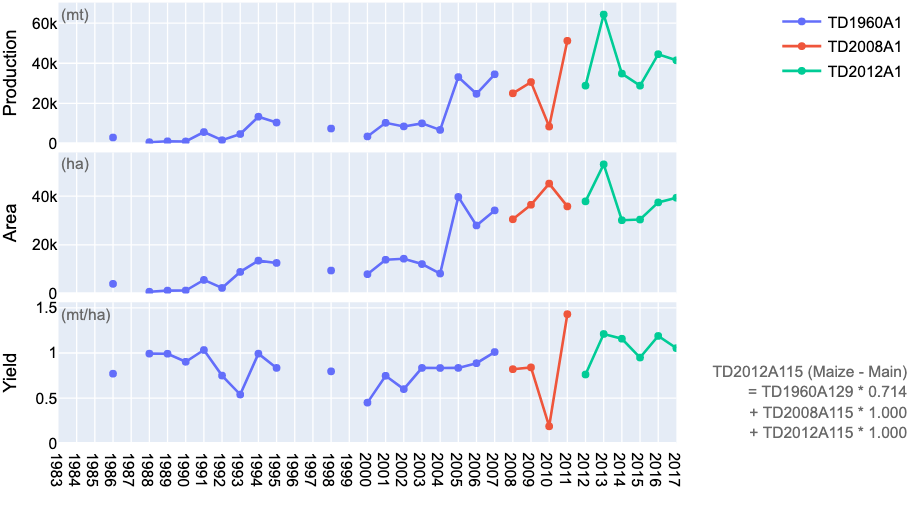 (mt)
Production
60k
40k
20k
0
TD1960A1
TD2008A1
TD2012A1
(ha)
Area
40k
20k
0
(mt/ha)
Yield
1.5
1
0.5
0
TD2012A115 (Maize - Main)
= TD1960A129 * 0.714
+ TD2008A115 * 1.000
+ TD2012A115 * 1.000
1983
1984
1985
1986
1987
1988
1989
1990
1991
1992
1993
1994
1995
1996
1997
1998
1999
2000
2001
2002
2003
2004
2005
2006
2007
2008
2009
2010
2011
2012
2013
2014
2015
2016
2017